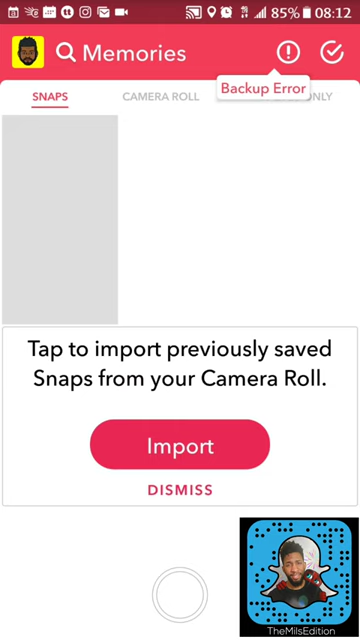 85% 08:12
Memories
Backup Error
SNAPS CAMERA ROLL ONLY
Tap to import previously saved
Snaps from your Camera Roll.
Import
DISMISS
TheMilsEdition